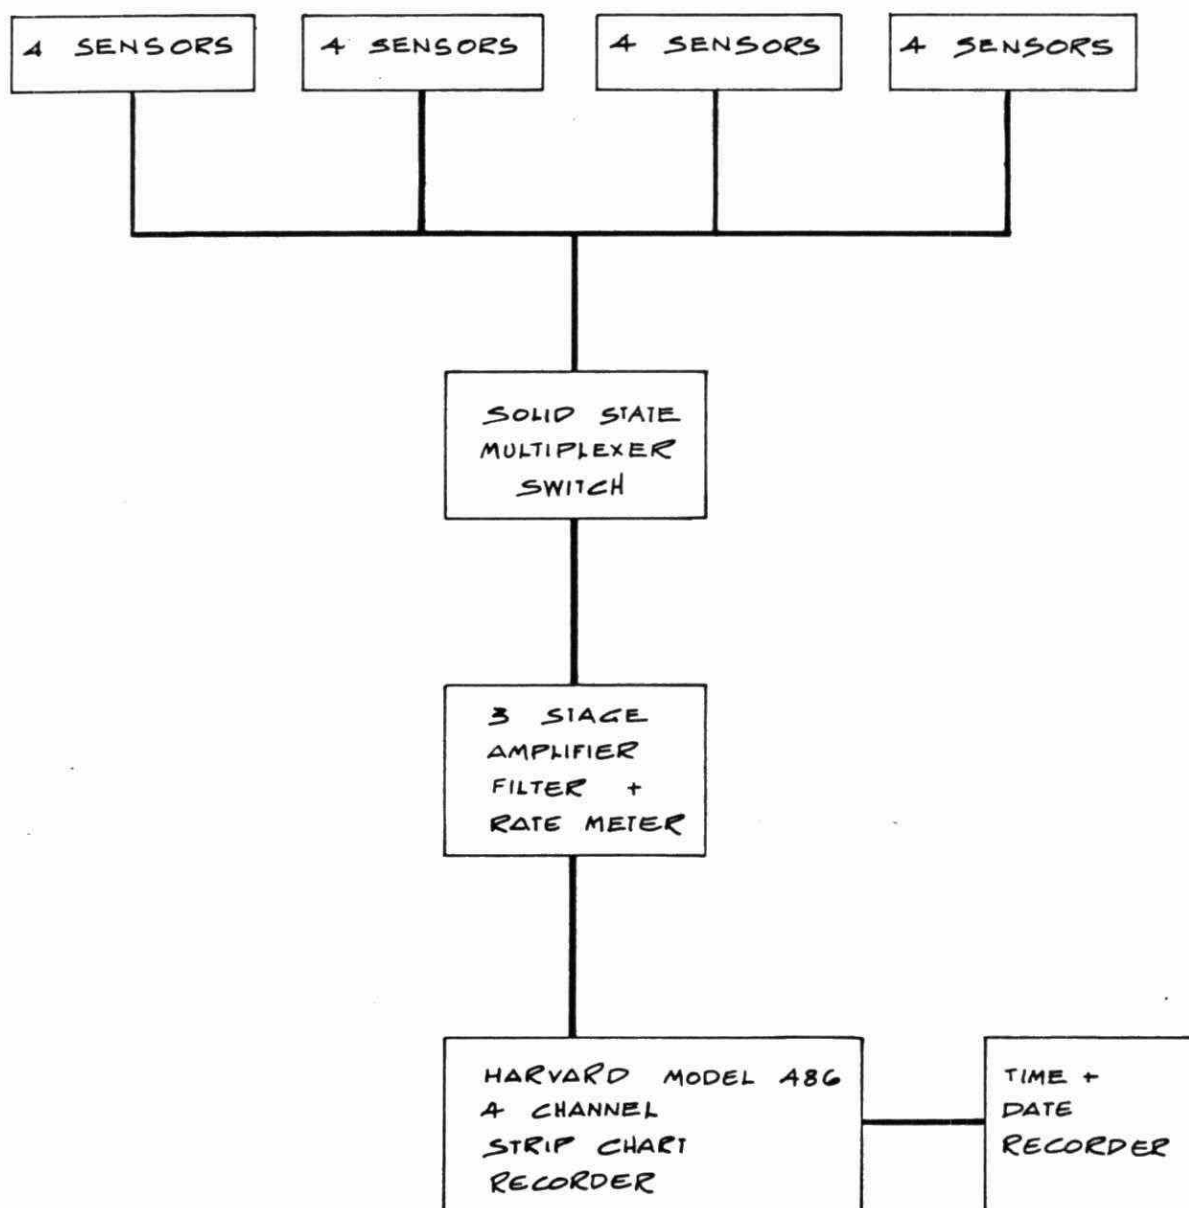 4 SENSORS
4 SENSORS
4 SENSORS
4 SENSORS
SOLID STATE
MULTIPLEXER
SWITCH
3 STAGE
AMPLIFIER
FILTER +
RATE METER
HARVARD MODEL 486
4 CHANNEL
STRIP CHART
RECORDER
TIME +
DATE
RECORDER